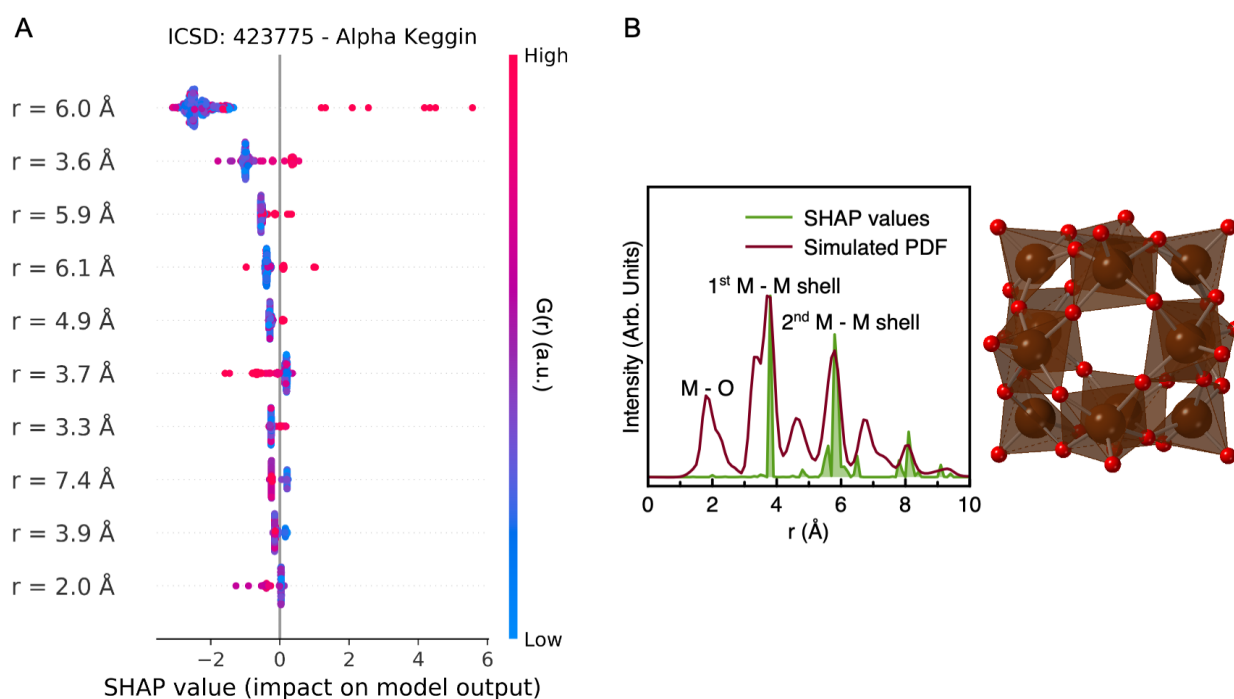 A
ICSD: 423775 - Alpha Keggin
High
r = 6.0 Å
r = 3.6 Å
r = 5.9 Å
r = 6.1 Å
r = 4.9 Å
r = 3.7 Å
r = 3.3 Å
r = 7.4 Å
r = 3.9 Å
r = 2.0 Å
G(r) (a.u.)
Low
−2 0 2 4 6
SHAP value (impact on model output)
B
SHAP values
Simulated PDF
1st M - M shell
2nd M - M shell
M - O
Intensity (Arb. Units)
0 2 4 6 8 10
r (Å)